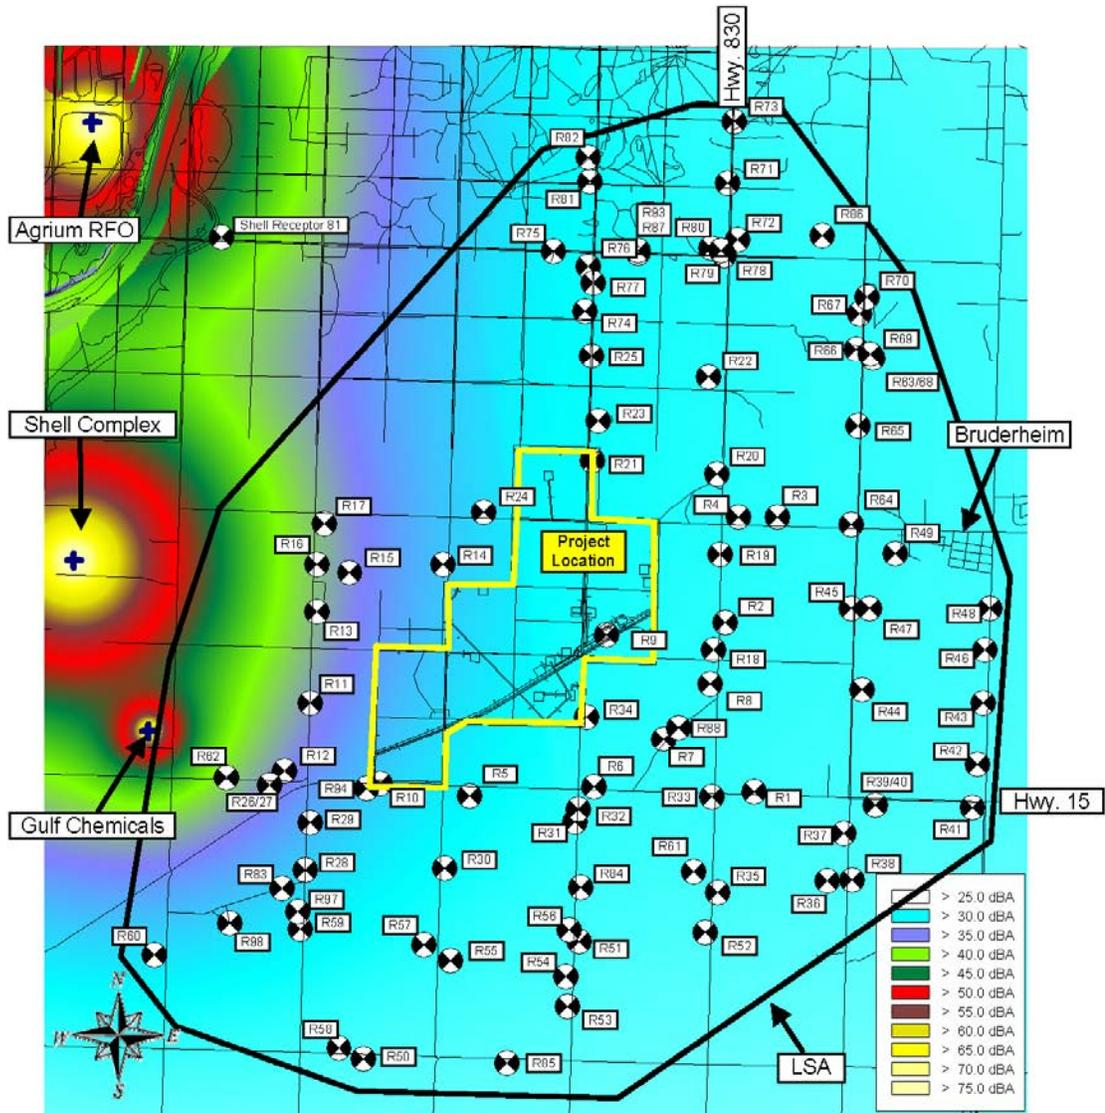 Hwy. 830
R73
R82
R71
R81
Agrium RFO
Shell Receptor 81
R93
R87
R80
R72
R86
R75
R76
R79
R78
R77
R70
R67
R74
R25
R66
R69
R22
R63/68
Shell Complex
R23
R65
Bruderheim
R21
R20
R24
R4
R3
R64
R17
R49
Project
Location
R16
R15
R14
R19
R45
R2
R47
R48
R13
R9
R18
R46
R11
R8
R44
R43
R34
R88
R7
R62
R12
R42
R26/27
R94
R10
R5
R6
R33
R1
R39/40
Hwy. 15
R41
Gulf Chemicals
R29
R31
R32
R37
R28
R30
R61
R38
R83
R84
R35
R36
R97
R59
R98
R60
R57
R56
R51
R52
R55
R54
R53
N
W
E
S
R58
R50
R85
LSA
> 25.0 dBA
> 30.0 dBA
> 35.0 dBA
> 40.0 dBA
> 45.0 dBA
> 50.0 dBA
> 55.0 dBA
> 60.0 dBA
> 65.0 dBA
> 70.0 dBA
> 75.0 dBA